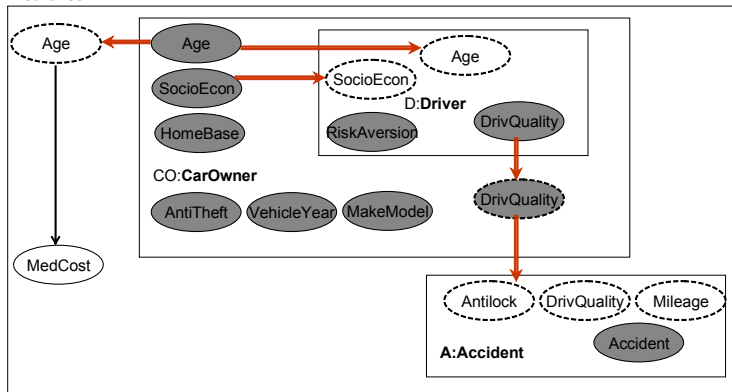 Age
Age
Age
SocioEcon
SocioEcon
D:Driver
HomeBase
RiskAversion
DrivQuality
CO:CarOwner
AntiTheft
VehicleYear
MakeModel
DrivQuality
MedCost
Antilock
DrivQuality
Mileage
Accident
A:Accident